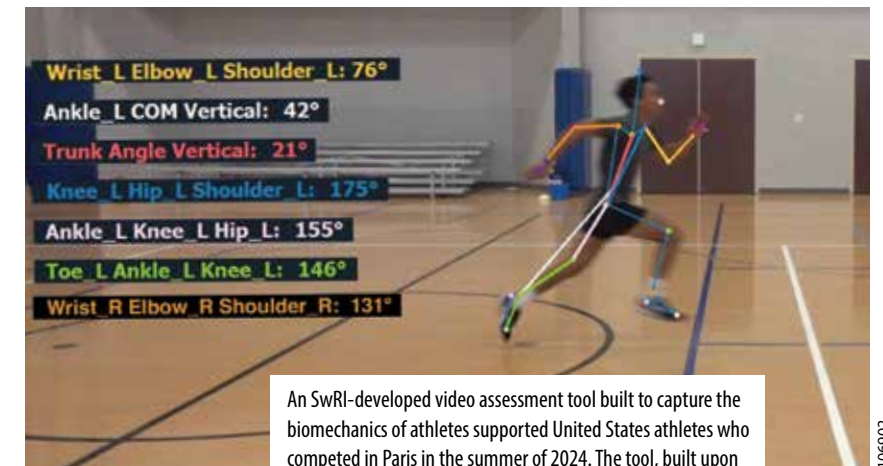 Wrist_L Elbow_L Shoulder_L: 76°
Ankle_L COM Vertical: 42°
Trunk Angle Vertical: 21°
Knee_L Hip_L Shoulder_L: 175°
Ankle_L Knee_L Hip_L: 155°
Toe_L Ankle_L Knee_L: 146°
Wrist_R Elbow_R Shoulder_R: 131°
An SwRI-developed video assessment tool built to capture the
biomechanics of athletes supported United States athletes who
competed in Paris in the summer of 2024. The tool, built upon